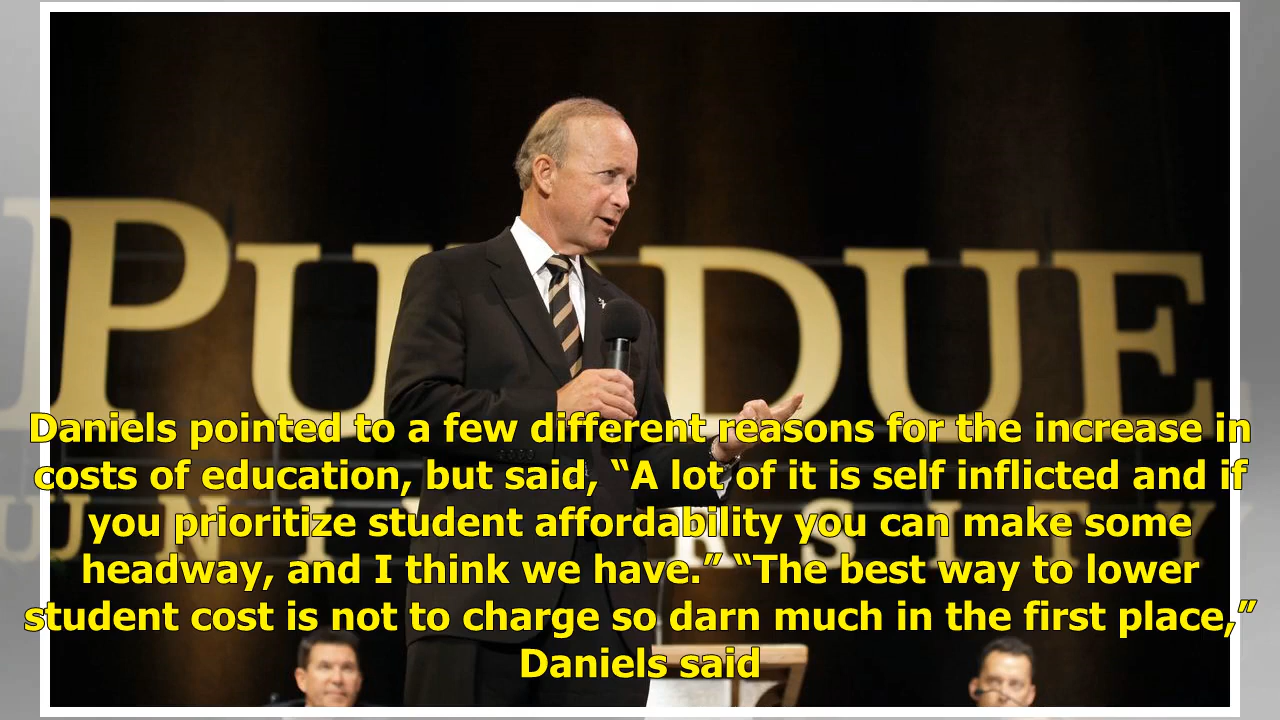 PURDUE
UNIVERSITY
Daniels pointed to a few different reasons for the increase in
costs of education, but said, “A lot of it is self inflicted and if
you prioritize student affordability you can make some
headway, and I think we have.” “The best way to lower
student cost is not to charge so darn much in the first place,”
Daniels said